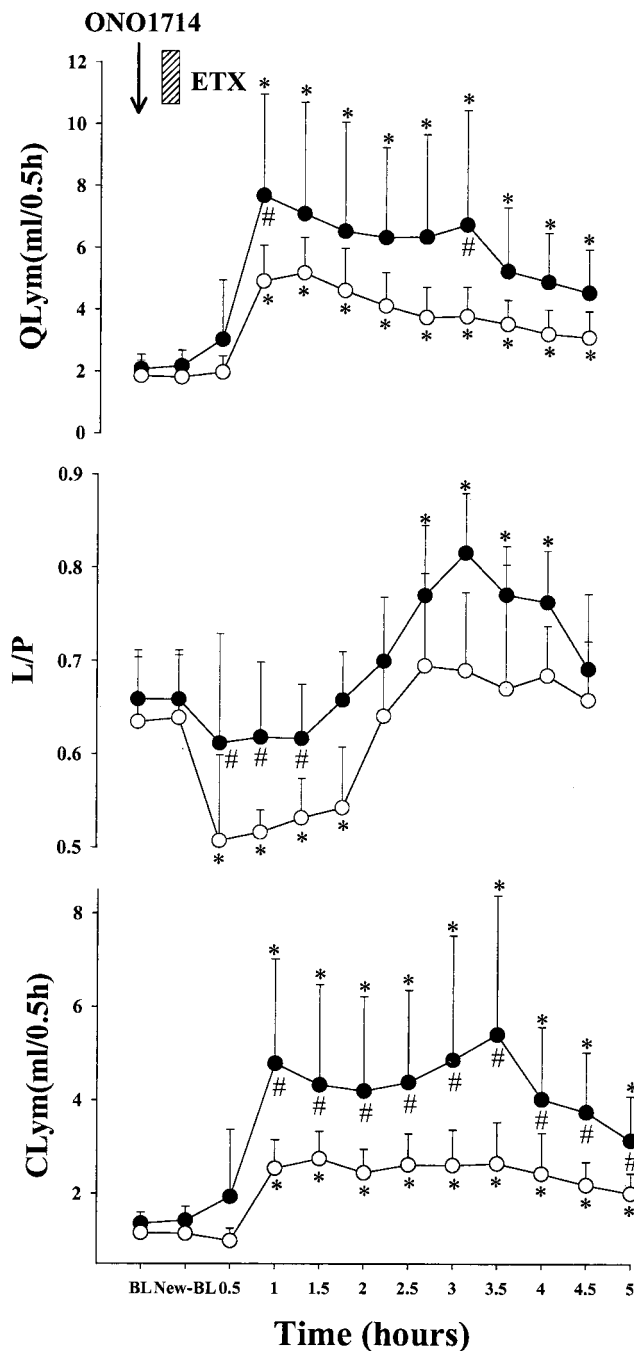 ONO1714
ETX
QLym(ml/0.5h)
12
10
8
6
4
2
0
* * * * * * * * *
# #
* * * * * * * * *
L/P
0.9
0.8
0.7
0.6
0.5
* * * *
# # #
* * * *
CLym(ml/0.5h)
8
6
4
2
* * * * * * * * *
# # # # # # # # #
* * * * * * * * *
BL New-BL 0.5 1 1.5 2 2.5 3 3.5 4 4.5 5
Time (hours)